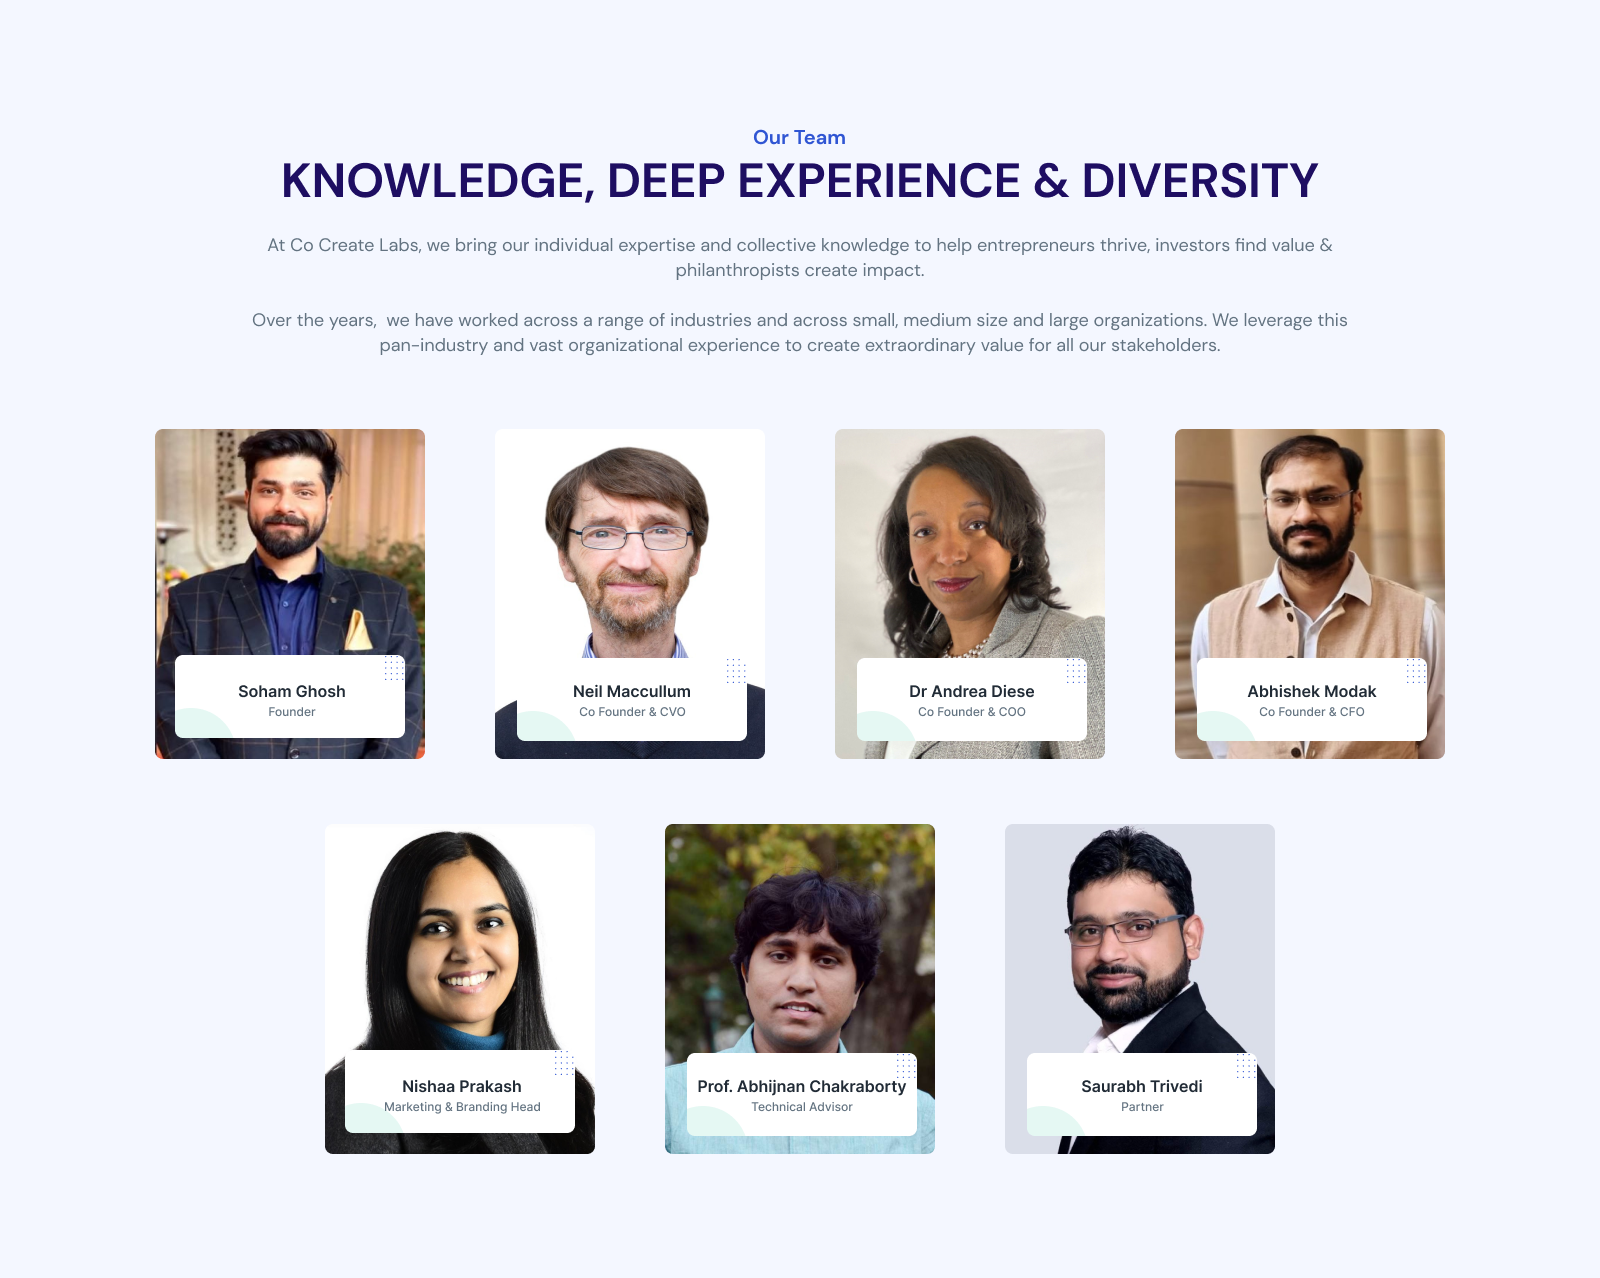 Our Team
KNOWLEDGE, DEEP EXPERIENCE & DIVERSITY
At Co Create Labs, we bring our individual expertise and collective knowledge to help entrepreneurs thrive, investors find value &
philanthropists create impact.
Over the years,  we have worked across a range of industries and across small, medium size and large organizations. We leverage this
pan-industry and vast organizational experience to create extraordinary value for all our stakeholders.
Soham Ghosh
Founder
Neil Maccullum
Co Founder & CVO
Dr Andrea Diese
Co Founder & COO
Abhishek Modak
Co Founder & CFO
Nishaa Prakash
Marketing & Branding Head
Prof. Abhijnan Chakraborty
Technical Advisor
Saurabh Trivedi
Partner